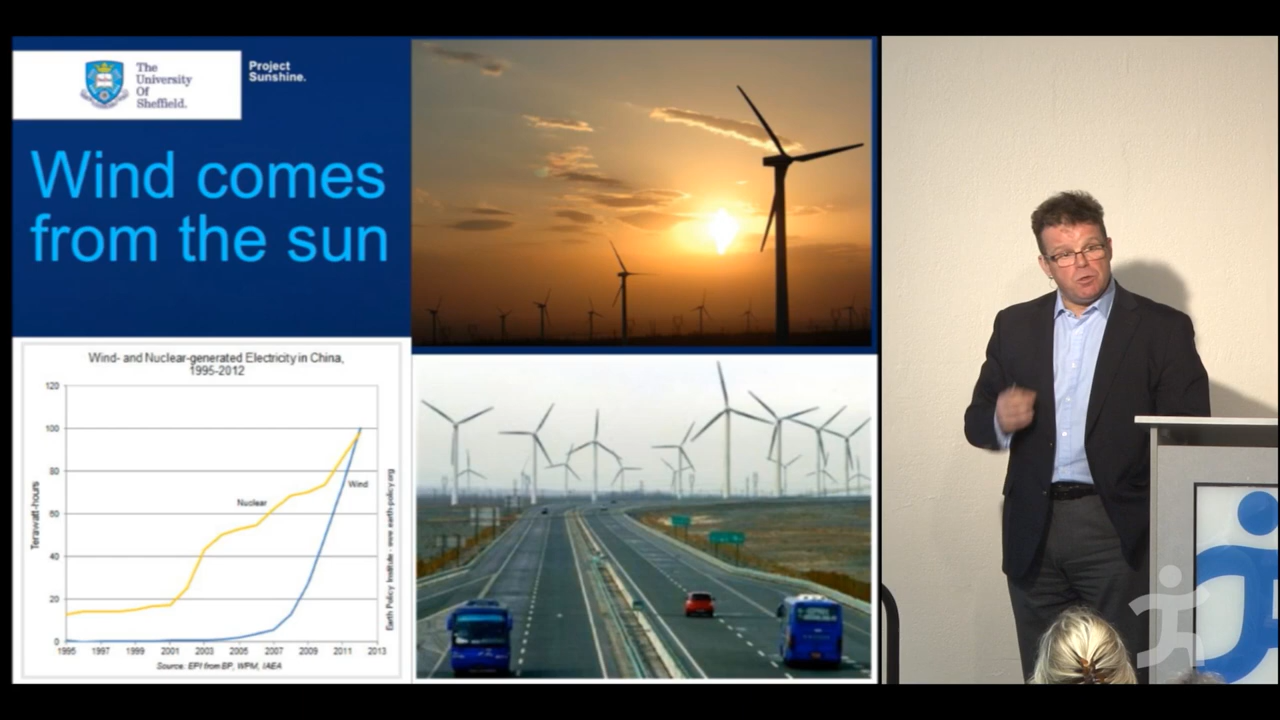 The
University
Of
Sheffield.
Project
Sunshine.
Wind comes
from the sun
Wind- and Nuclear-generated Electricity in China,
1995-2012
Terawatt-hours
120
100
80
60
40
20
0
Nuclear
Wind
1995
1997
1999
2001
2003
2005
2007
2009
2011
2013
Source: EPI from BP, WPM, IAEA
Earth Policy Institute - www.earth-policy.org